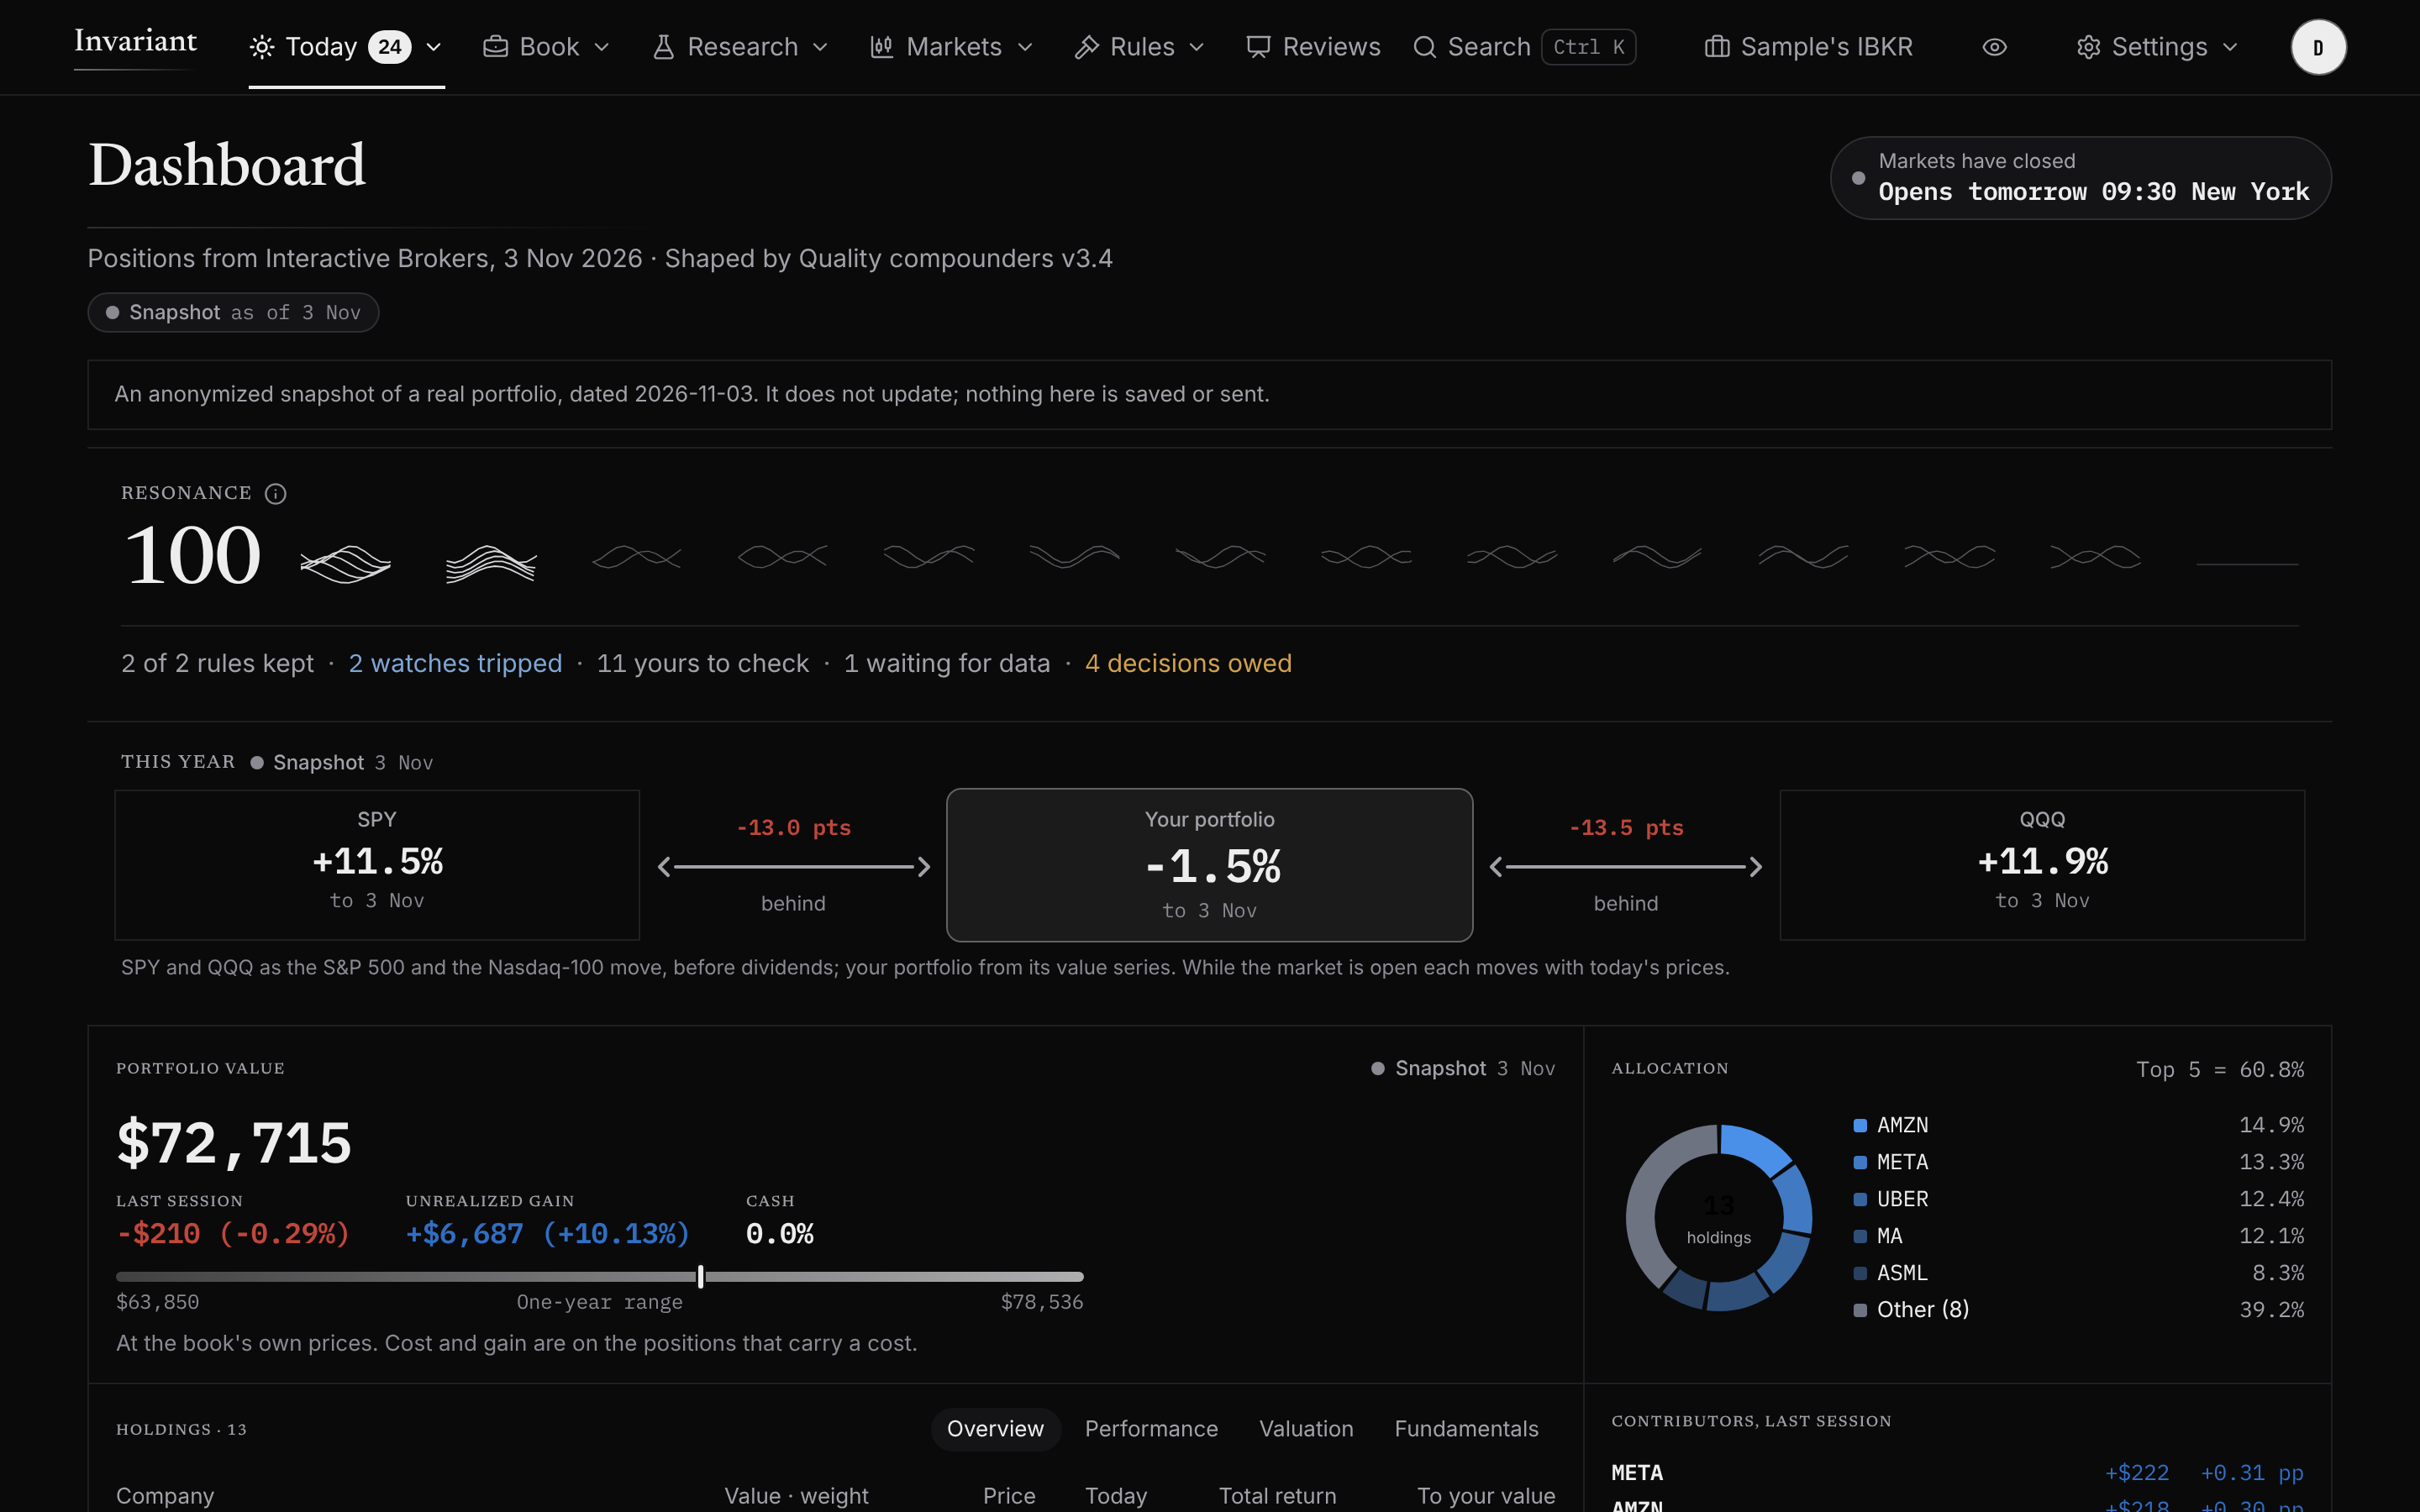 Invariant
Today 24
Book
Research
Markets
Rules
Reviews
Search Ctrl K
Sample's IBKR
Settings
D
Dashboard
Markets have closed
Opens tomorrow 09:30 New York
Positions from Interactive Brokers, 3 Nov 2026 · Shaped by Quality compounders v3.4
Snapshot as of 3 Nov
An anonymized snapshot of a real portfolio, dated 2026-11-03. It does not update; nothing here is saved or sent.
RESONANCE
100
2 of 2 rules kept · 2 watches tripped · 11 yours to check · 1 waiting for data · 4 decisions owed
THIS YEAR Snapshot 3 Nov
SPY
+11.5%
to 3 Nov
-13.0 pts
behind
Your portfolio
-1.5%
to 3 Nov
-13.5 pts
behind
QQQ
+11.9%
to 3 Nov
SPY and QQQ as the S&P 500 and the Nasdaq-100 move, before dividends; your portfolio from its value series. While the market is open each moves with today's prices.
PORTFOLIO VALUE
Snapshot 3 Nov
$72,715
LAST SESSION
-$210 (-0.29%)
UNREALIZED GAIN
+$6,687 (+10.13%)
CASH
0.0%
$63,850
One-year range
$78,536
At the book's own prices. Cost and gain are on the positions that carry a cost.
ALLOCATION
Top 5 = 60.8%
13
holdings
AMZN 14.9%
META 13.3%
UBER 12.4%
MA 12.1%
ASML 8.3%
Other (8) 39.2%
HOLDINGS · 13
Overview Performance Valuation Fundamentals
Company Value · weight Price Today Total return To your value
CONTRIBUTORS, LAST SESSION
META +$222 +0.31 pp
AMZN +$218 +0.30 pp